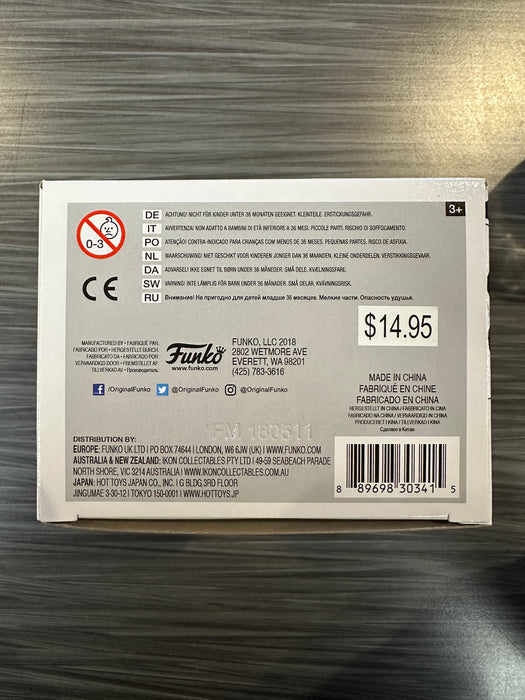 3+
0-3
DE ACHTUNG! NICHT FÜR KINDER UNTER 36 MONATEN GEEIGNET. KLEINTEILE. ERSTICKUNGSGEFAHR.
IT AVVERTENZA! NON ADATTO A BAMBINI DI ETÀ INFERIORE A 36 MESI. PICCOLE PARTI. RISCHIO DI SOFFOCAMENTO.
PO ATENÇÃO! CONTRA-INDICADO PARA CRIANÇAS COM MENOS DE 36 MESES. PEQUENAS PARTES. RISCO DE ASFIXIA.
NL WAARSCHUWING! NIET GESCHIKT VOOR KINDEREN JONGER DAN 36 MAANDEN. KLEINE ONDERDELEN. VERSTIKKINGSGEVAAR.
DA ADVARSEL! IKKE EGNET TIL BØRN UNDER 36 MÅNEDER. SMÅ DELE. KVÆLNINGSFARE.
SW VARNING! INTE LÄMPLIG FÖR BARN UNDER 36 MÅNADER. SMÅ DELAR. KVÄVNINGSRISK.
RU Внимание! Не пригодно для детей младше 36 месяцев. Мелкие части. Опасность удушья.
CE
$14.95
MANUFACTURED BY • FABRIQUÉ PAR
FABRICADO POR • HERGESTELLT DURCH
FABBRICATO DA • FABRICADO POR
VERVAARDIGD DOOR • FREMSTILLET AF
TILLVERKAD AV • Производитель:
Funko
www.funko.com
FUNKO, LLC 2018
2802 WETMORE AVE
EVERETT, WA 98201
(425) 783-3616
/OriginalFunko @OriginalFunko @OriginalFunko
MADE IN CHINA
FABRIQUÉ EN CHINE
FABRICADO EN CHINA
HERGESTELLT IN CHINA / FABBRICATO IN CINA
FABRICADO NA CHINA / VERVAARDIGD IN CHINA
PRODUCERET I KINA / TILLVERKAD I KINA
Сделано в Китае
FM 180511
DISTRIBUTION BY:
EUROPE: FUNKO UK LTD | PO BOX 74644 | LONDON, W6 6JW (UK) | WWW.FUNKO.COM
AUSTRALIA & NEW ZEALAND: IKON COLLECTABLES PTY LTD | 49-59 SEABEACH PARADE
NORTH SHORE, VIC 3214 AUSTRALIA | WWW.IKONCOLLECTABLES.COM
JAPAN: HOT TOYS JAPAN CO., INC. | G BLDG,3RD FLOOR
JINGUMAE 3-30-12 | TOKYO 150-0001 | WWW.HOTTOYS.JP
8 89698 30341 5